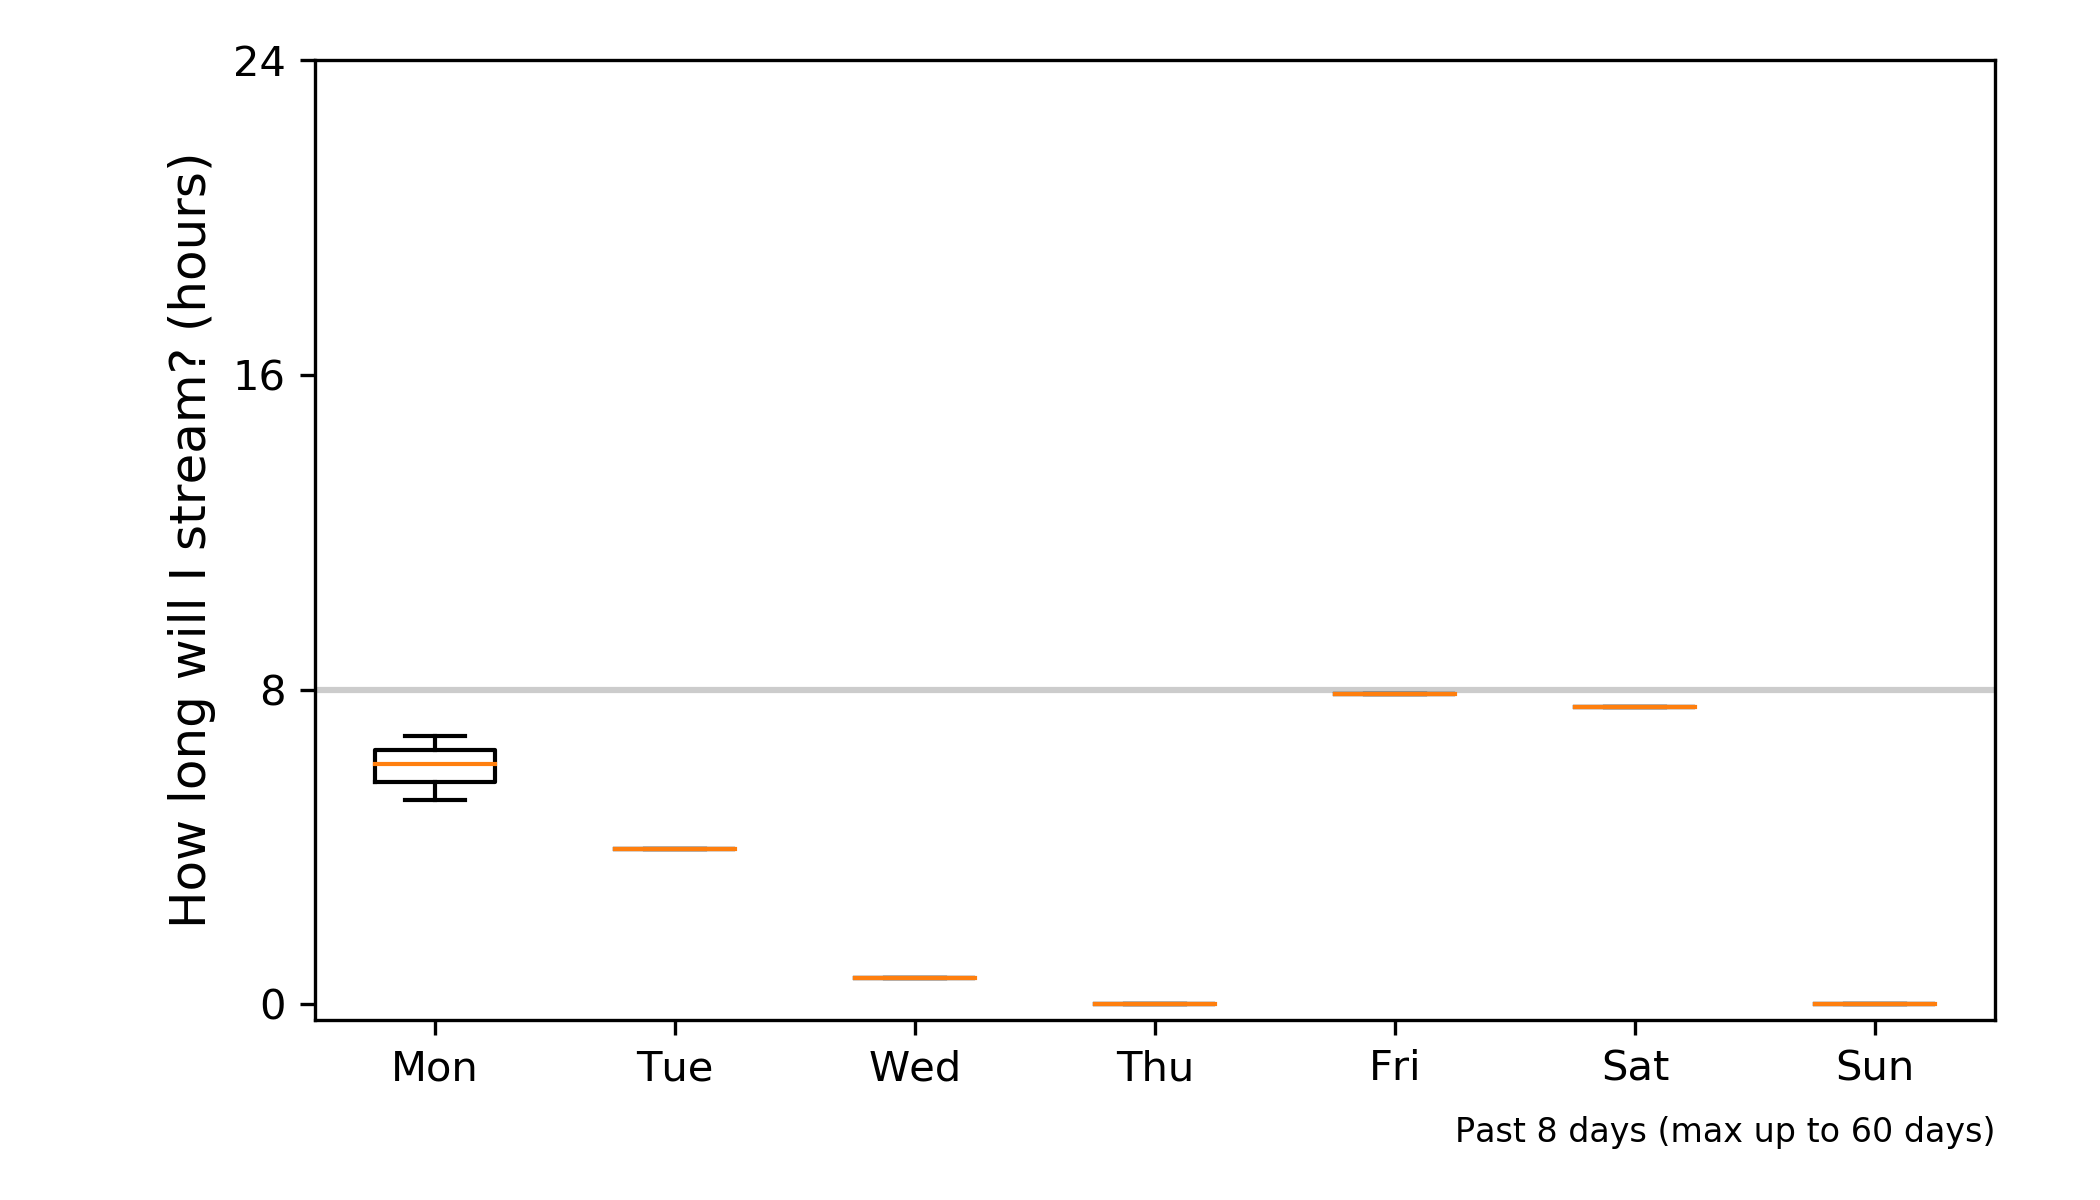 How long will I stream? (hours)
24
16
8
0
Mon Tue Wed Thu Fri Sat Sun
Past 8 days (max up to 60 days)